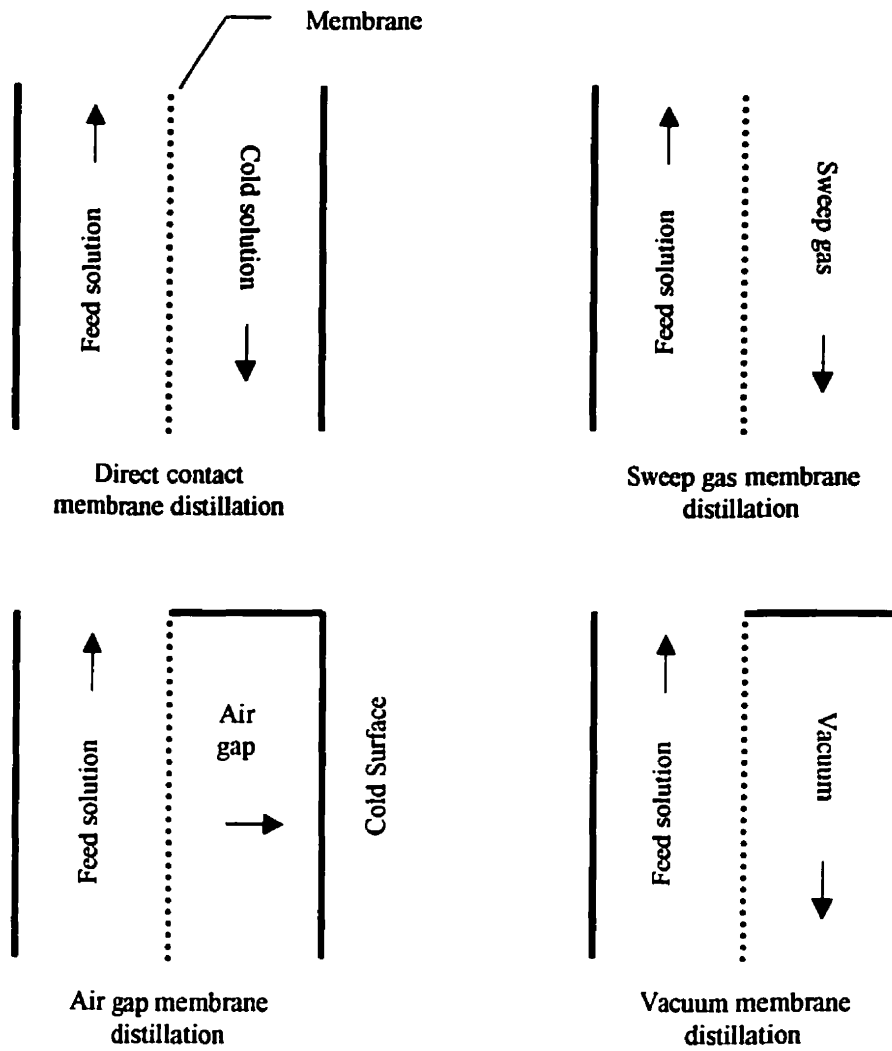 Membrane
Feed solution
Cold solution
Direct contact
membrane distillation
Feed solution
Sweep gas
Sweep gas membrane
distillation
Feed solution
Air
gap
Cold Surface
Air gap membrane
distillation
Feed solution
Vacuum
Vacuum membrane
distillation